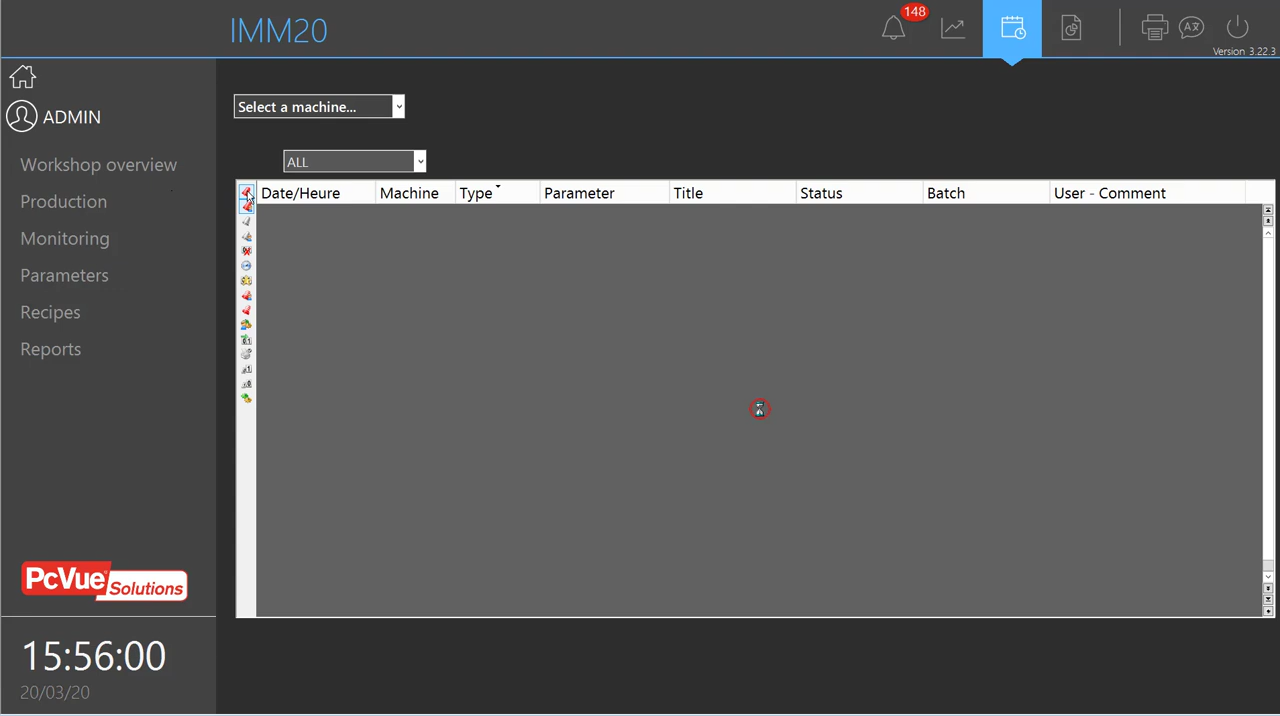 IMM20
148
Version 3.22.3
ADMIN
Select a machine...
Workshop overview
ALL
Date/Heure Machine Type Parameter Title Status Batch User - Comment
Production
Monitoring
Parameters
Recipes
Reports
PcVue Solutions
15:56:00
20/03/20